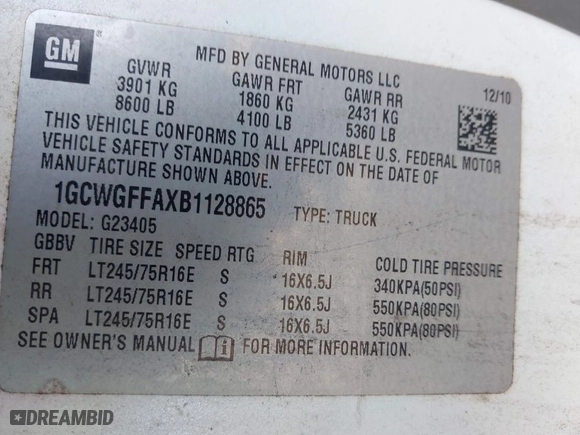 GM
MFD BY GENERAL MOTORS LLC
GVWR GAWR FRT GAWR RR 12/10
3901 KG 1860 KG 2431 KG
8600 LB 4100 LB 5360 LB
THIS VEHICLE CONFORMS TO ALL APPLICABLE U.S. FEDERAL MOTOR
VEHICLE SAFETY STANDARDS IN EFFECT ON THE DATE OF
MANUFACTURE SHOWN ABOVE.
1GCWGFFAXB1128865 TYPE: TRUCK
MODEL: G23405
GBBV TIRE SIZE SPEED RTG RIM COLD TIRE PRESSURE
FRT LT245/75R16E S 16X6.5J 340KPA(50PSI)
RR LT245/75R16E S 16X6.5J 550KPA(80PSI)
SPA LT245/75R16E S 16X6.5J 550KPA(80PSI)
SEE OWNER'S MANUAL i FOR MORE INFORMATION.
DREAMBID